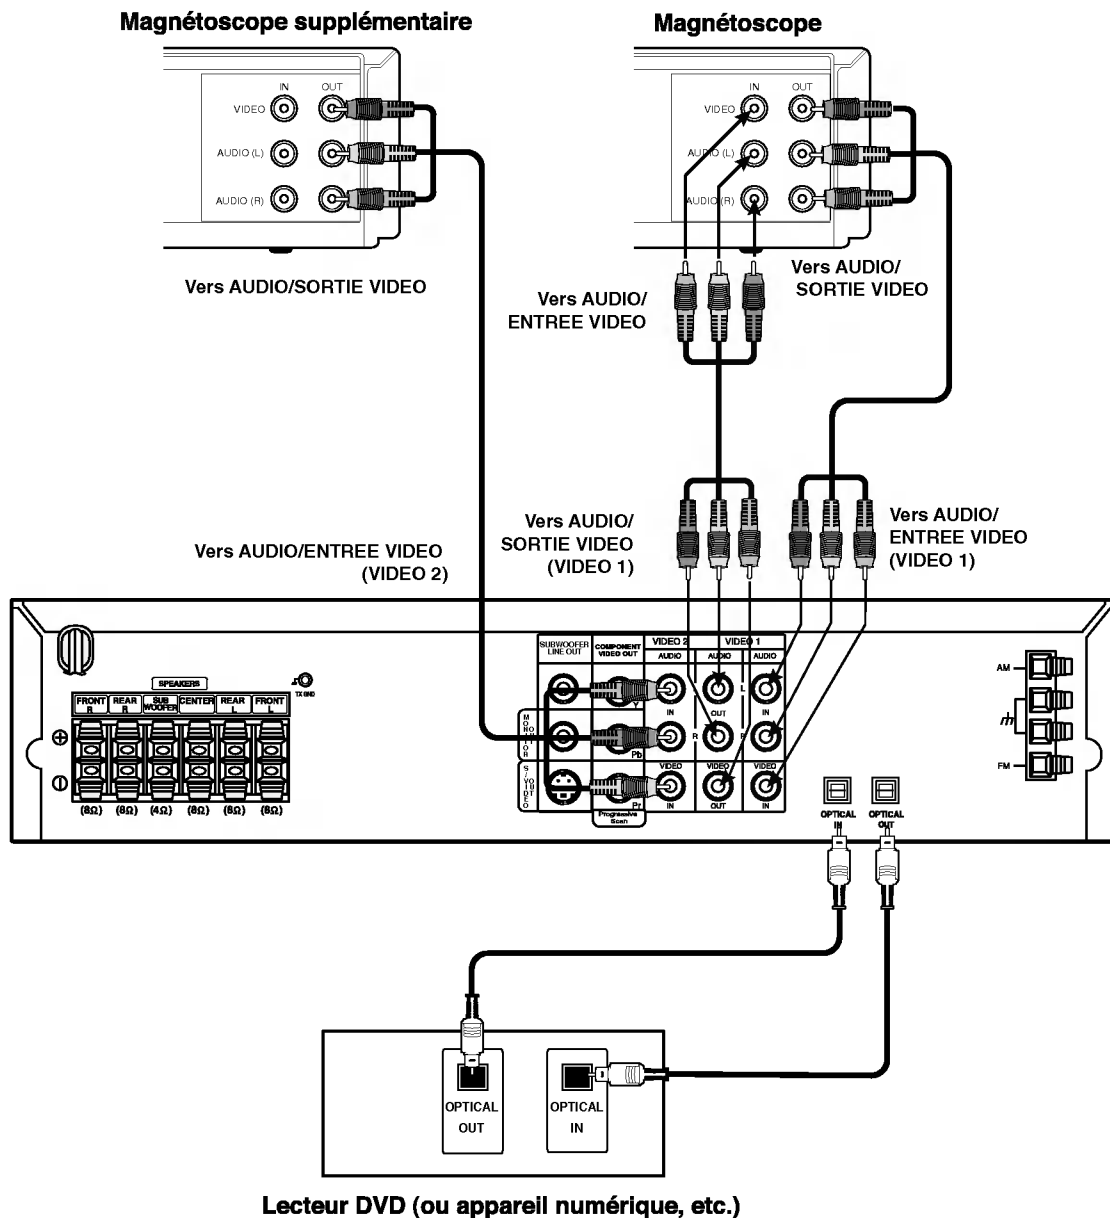 Magnétoscope supplémentaire
Magnétoscope
IN OUT
VIDEO
AUDIO (L)
AUDIO (R)
IN OUT
VIDEO
AUDIO (L)
AUDIO (R)
Vers AUDIO/SORTIE VIDEO
Vers AUDIO/
ENTREE VIDEO
Vers AUDIO/
SORTIE VIDEO
Vers AUDIO/ENTREE VIDEO
(VIDEO 2)
Vers AUDIO/
SORTIE VIDEO
(VIDEO 1)
Vers AUDIO/
ENTREE VIDEO
(VIDEO 1)
SUBWOOFER
LINE OUT
COMPONENT
VIDEO OUT
VIDEO 2
VIDEO 1
AUDIO
AUDIO
AUDIO
SPEAKERS
TX GND
FRONT
R
REAR
R
SUB
WOOFER
CENTER
REAR
L
FRONT
L
(8Ω) (8Ω) (4Ω) (8Ω) (8Ω) (8Ω)
MONITOR
S/VIDEO
OUT
Y
Pb
Pr
Progressive
Scan
IN
OUT
IN
L
R
R
VIDEO
VIDEO
VIDEO
IN
OUT
IN
AM
FM
OPTICAL
IN
OPTICAL
OUT
OPTICAL
OUT
OPTICAL
IN
Lecteur DVD (ou appareil numérique, etc.)